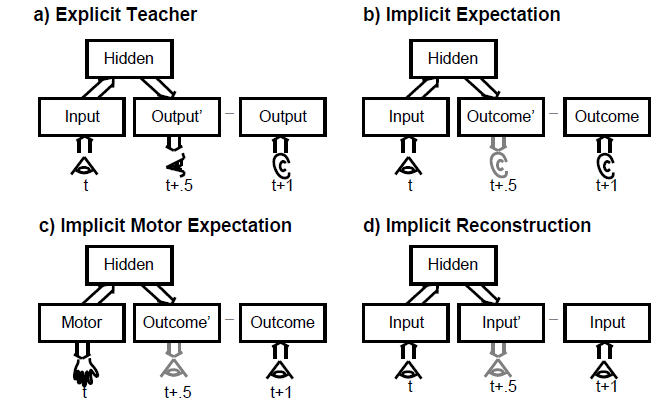 a) Explicit Teacher
b) Implicit Expectation
Hidden
Hidden
Input
Output’
–
Output
Input
Outcome’
–
Outcome
t
t+.5
t+1
t
t+.5
t+1
c) Implicit Motor Expectation
d) Implicit Reconstruction
Hidden
Hidden
Motor
Outcome’
–
Outcome
Input
Input’
–
Input
t
t+.5
t+1
t
t+.5
t+1